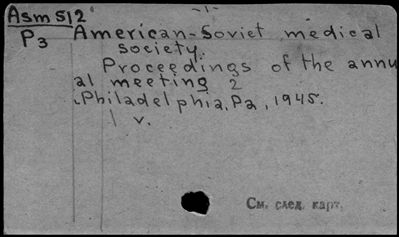 Asm 512 -1-
P3 American-Soviet medical
society.
Proceedings of the annu
al meeting 2
Philadelphia, Pa, 1945.
1 v.
См. след. карт.